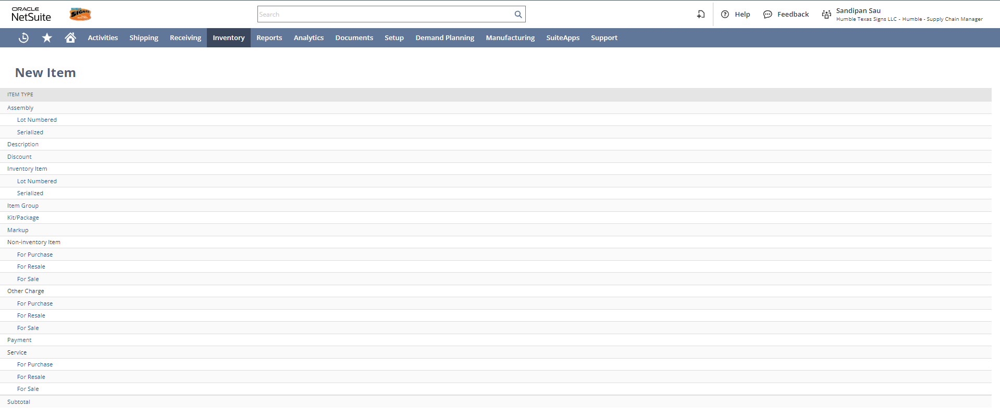 ORACLE
NetSuite
SIGNS
Search
Help
Feedback
Sandipan Sau
Humble Texas Signs LLC - Humble - Supply Chain Manager
Activities Shipping Receiving Inventory Reports Analytics Documents Setup Demand Planning Manufacturing SuiteApps Support
New Item
ITEM TYPE
Assembly
Lot Numbered
Serialized
Description
Discount
Inventory Item
Lot Numbered
Serialized
Item Group
Kit/Package
Markup
Non-inventory Item
For Purchase
For Resale
For Sale
Other Charge
For Purchase
For Resale
For Sale
Payment
Service
For Purchase
For Resale
For Sale
Subtotal